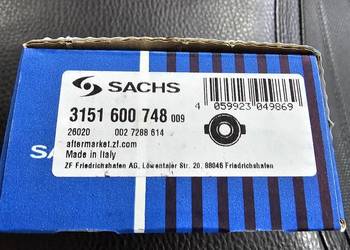 SACHS
3151 600 748 009
4 059923 049869
26020 002 7288 614
aftermarket.zf.com
Made in Italy
ZF Friedrichshafen AG, Löwentaler Str. 20, 88046 Friedrichshafen
SA